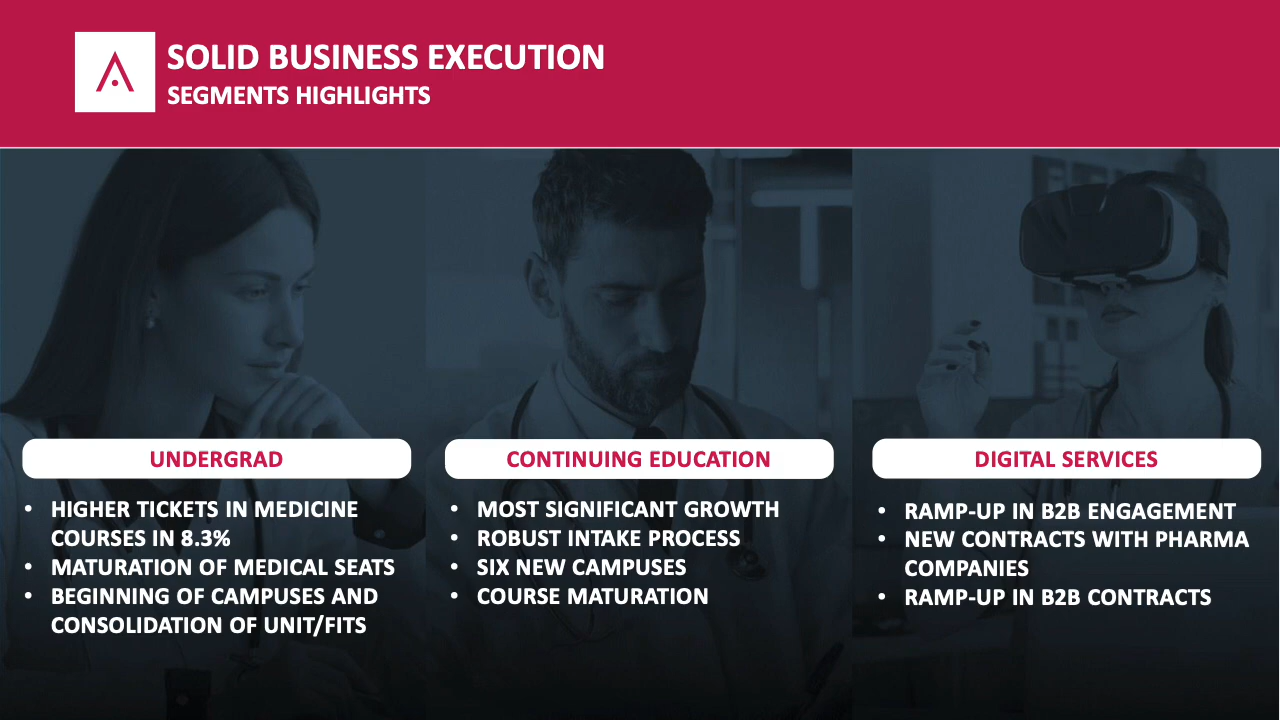 SOLID BUSINESS EXECUTION
SEGMENTS HIGHLIGHTS
UNDERGRAD
• HIGHER TICKETS IN MEDICINE
COURSES IN 8.3%
• MATURATION OF MEDICAL SEATS
• BEGINNING OF CAMPUSES AND
CONSOLIDATION OF UNIT/FITS
CONTINUING EDUCATION
• MOST SIGNIFICANT GROWTH
• ROBUST INTAKE PROCESS
• SIX NEW CAMPUSES
• COURSE MATURATION
DIGITAL SERVICES
• RAMP-UP IN B2B ENGAGEMENT
• NEW CONTRACTS WITH PHARMA
COMPANIES
• RAMP-UP IN B2B CONTRACTS